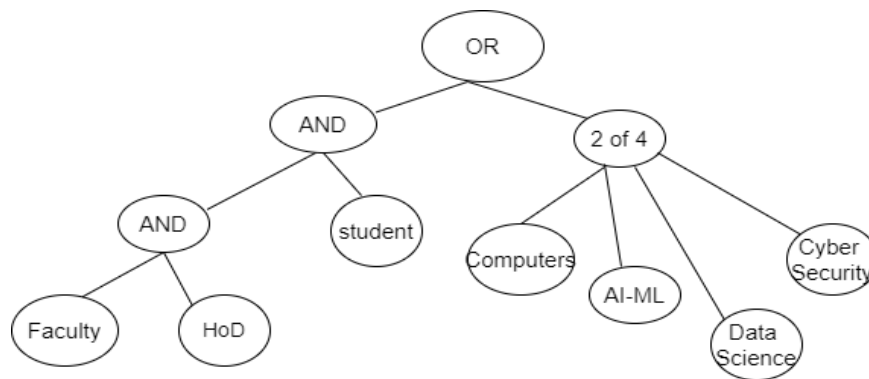 OR
AND
2 of 4
AND
student
Computers
AI-ML
Data
Science
Cyber
Security
Faculty
HoD